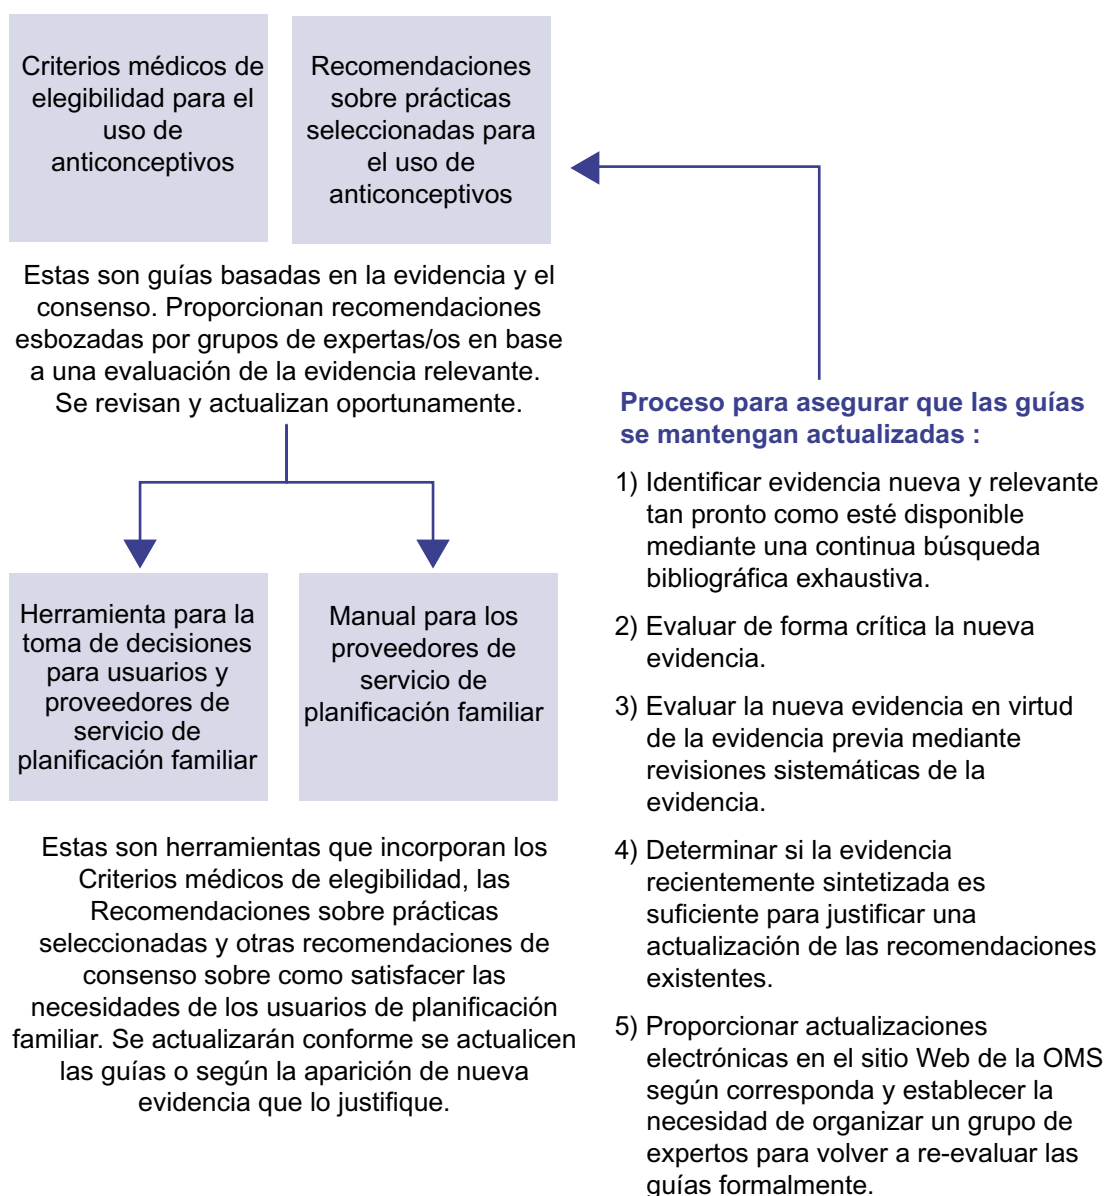 Criterios médicos de
elegibilidad para el
uso de
anticonceptivos
Recomendaciones
sobre prácticas
seleccionadas para
el uso de
anticonceptivos
Estas son guías basadas en la evidencia y el
consenso. Proporcionan recomendaciones
esbozadas por grupos de expertas/os en base
a una evaluación de la evidencia relevante.
Se revisan y actualizan oportunamente.
Herramienta para la
toma de decisiones
para usuarios y
proveedores de
servicio de
planificación familiar
Manual para los
proveedores de
servicio de
planificación familiar
Estas son herramientas que incorporan los
Criterios médicos de elegibilidad, las
Recomendaciones sobre prácticas
seleccionadas y otras recomendaciones de
consenso sobre como satisfacer las
necesidades de los usuarios de planificación
familiar. Se actualizarán conforme se actualicen
las guías o según la aparición de nueva
evidencia que lo justifique.
Proceso para asegurar que las guías
se mantengan actualizadas :
1) Identificar evidencia nueva y relevante
tan pronto como esté disponible
mediante una continua búsqueda
bibliográfica exhaustiva.
2) Evaluar de forma crítica la nueva
evidencia.
3) Evaluar la nueva evidencia en virtud
de la evidencia previa mediante
revisiones sistemáticas de la
evidencia.
4) Determinar si la evidencia
recientemente sintetizada es
suficiente para justificar una
actualización de las recomendaciones
existentes.
5) Proporcionar actualizaciones
electrónicas en el sitio Web de la OMS
según corresponda y establecer la
necesidad de organizar un grupo de
expertos para volver a re-evaluar las
guías formalmente.